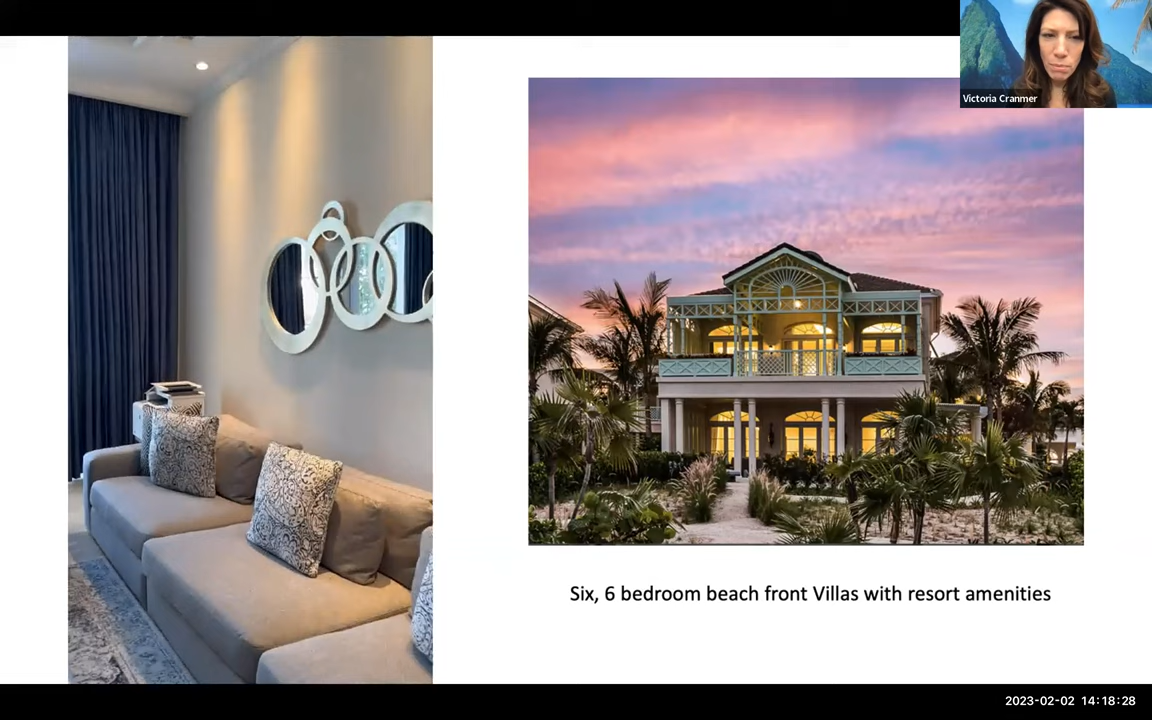 Victoria Cranmer
Six, 6 bedroom beach front Villas with resort amenities
2023-02-02 14:18:28